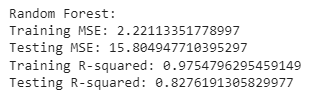 Random Forest:
Training MSE: 2.22113351778997
Testing MSE: 15.804947710395297
Training R-squared: 0.9754796295459149
Testing R-squared: 0.8276191305829977